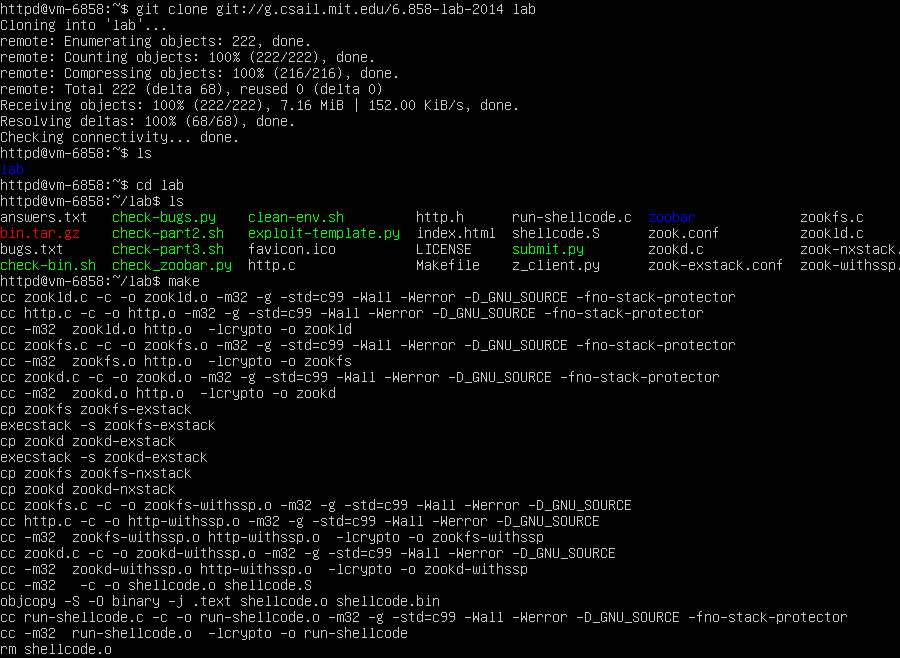 httpd@vm-6858:~$ git clone git://g.csail.mit.edu/6.858-lab-2014 lab
Cloning into 'lab'...
remote: Enumerating objects: 222, done.
remote: Counting objects: 100% (222/222), done.
remote: Compressing objects: 100% (216/216), done.
remote: Total 222 (delta 68), reused 0 (delta 0)
Receiving objects: 100% (222/222), 7.16 MiB | 152.00 KiB/s, done.
Resolving deltas: 100% (68/68), done.
Checking connectivity... done.
httpd@vm-6858:~$ ls
lab
httpd@vm-6858:~$ cd lab
httpd@vm-6858:~/lab$ ls
answers.txt   check-bugs.py    clean-env.sh         http.h      run-shellcode.c  zoobar             zookfs.c
bin.tar.gz    check-part2.sh   exploit-template.py  index.html  shellcode.S      zook.conf          zookld.c
bugs.txt      check-part3.sh   favicon.ico          LICENSE     submit.py        zookd.c            zook-nxstack.
check-bin.sh  check_zoobar.py  http.c               Makefile    z_client.py      zook-exstack.conf  zook-withssp.
httpd@vm-6858:~/lab$ make
cc zookld.c -c -o zookld.o -m32 -g -std=c99 -Wall -Werror -D_GNU_SOURCE -fno-stack-protector
cc http.c -c -o http.o -m32 -g -std=c99 -Wall -Werror -D_GNU_SOURCE -fno-stack-protector
cc -m32  zookld.o http.o  -lcrypto -o zookld
cc zookfs.c -c -o zookfs.o -m32 -g -std=c99 -Wall -Werror -D_GNU_SOURCE -fno-stack-protector
cc -m32  zookfs.o http.o  -lcrypto -o zookfs
cc zookd.c -c -o zookd.o -m32 -g -std=c99 -Wall -Werror -D_GNU_SOURCE -fno-stack-protector
cc -m32  zookd.o http.o  -lcrypto -o zookd
cp zookfs zookfs-exstack
execstack -s zookfs-exstack
cp zookd zookd-exstack
execstack -s zookd-exstack
cp zookfs zookfs-nxstack
cp zookd zookd-nxstack
cc zookfs.c -c -o zookfs-withssp.o -m32 -g -std=c99 -Wall -Werror -D_GNU_SOURCE
cc http.c -c -o http-withssp.o -m32 -g -std=c99 -Wall -Werror -D_GNU_SOURCE
cc -m32  zookfs-withssp.o http-withssp.o  -lcrypto -o zookfs-withssp
cc zookd.c -c -o zookd-withssp.o -m32 -g -std=c99 -Wall -Werror -D_GNU_SOURCE
cc -m32  zookd-withssp.o http-withssp.o  -lcrypto -o zookd-withssp
cc -m32   -c -o shellcode.o shellcode.S
objcopy -S -O binary -j .text shellcode.o shellcode.bin
cc run-shellcode.c -c -o run-shellcode.o -m32 -g -std=c99 -Wall -Werror -D_GNU_SOURCE -fno-stack-protector
cc -m32  run-shellcode.o  -lcrypto -o run-shellcode
rm shellcode.o